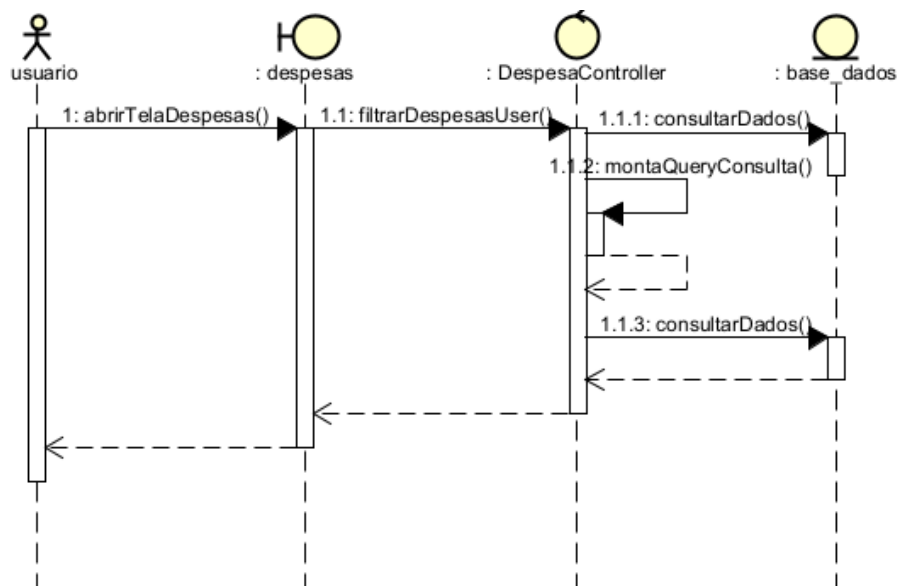 usuario
: despesas
: DespesaController
: base_dados
1: abrirTelaDespesas()
1.1: filtrarDespesasUser()
1.1.1: consultarDados()
1.1.2: montaQueryConsulta()
1.1.3: consultarDados()